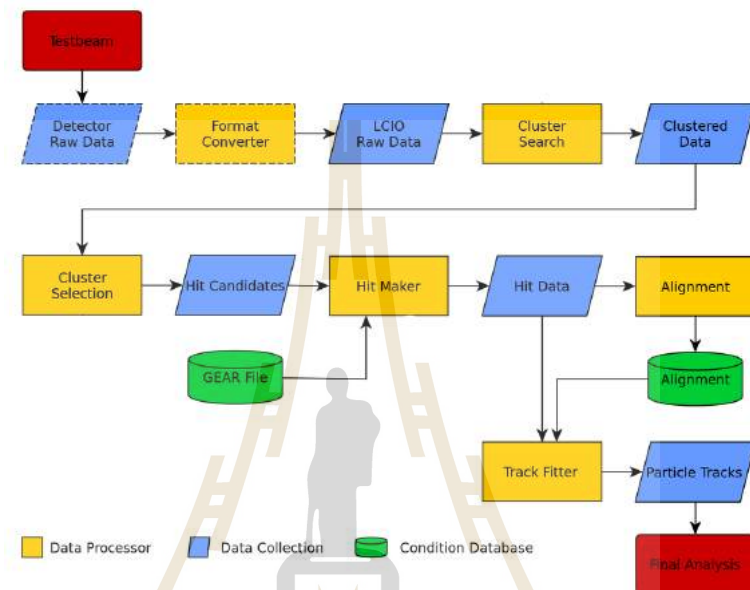 Testbeam
Detector
Raw Data
Format
Converter
LCIO
Raw Data
Cluster
Search
Clustered
Data
Cluster
Selection
Hit Candidates
Hit Maker
Hit Data
Alignment
GEAR File
Alignment
Track Fitter
Particle Tracks
Data Processor
Data Collection
Condition Database
Final Analysis